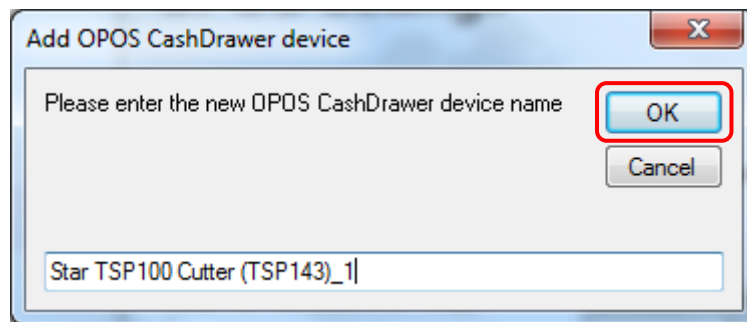 Add OPOS CashDrawer device
Please enter the new OPOS CashDrawer device name
OK
Cancel
Star TSP100 Cutter (TSP143)_1